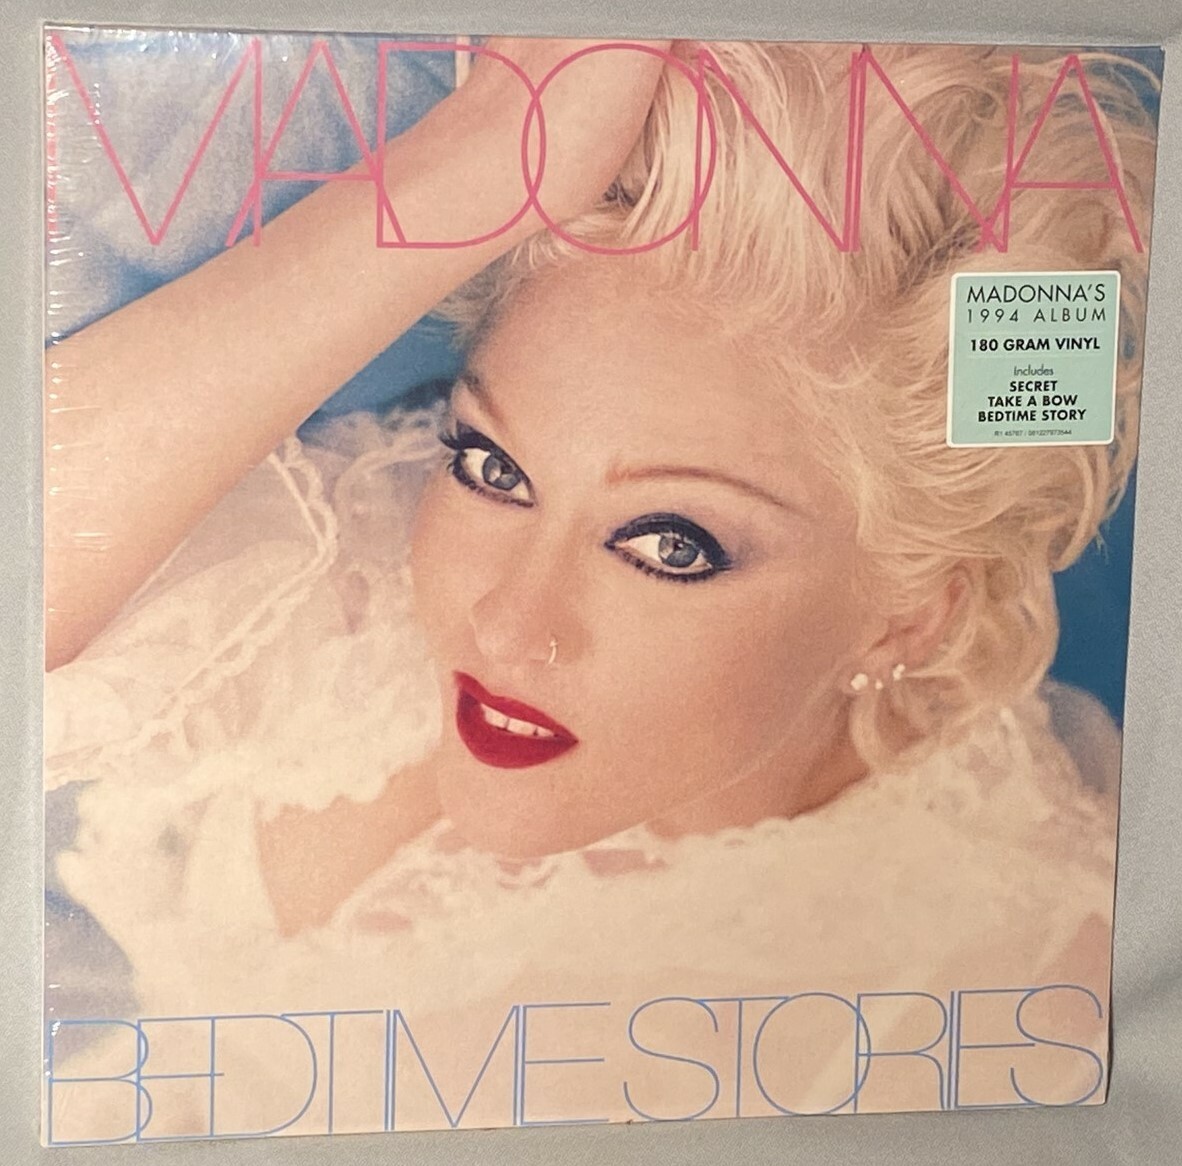 MADONNA
MADONNA'S
1994 ALBUM
180 GRAM VINYL
Includes
SECRET
TAKE A BOW
BEDTIME STORY
BEDTIME STORIES